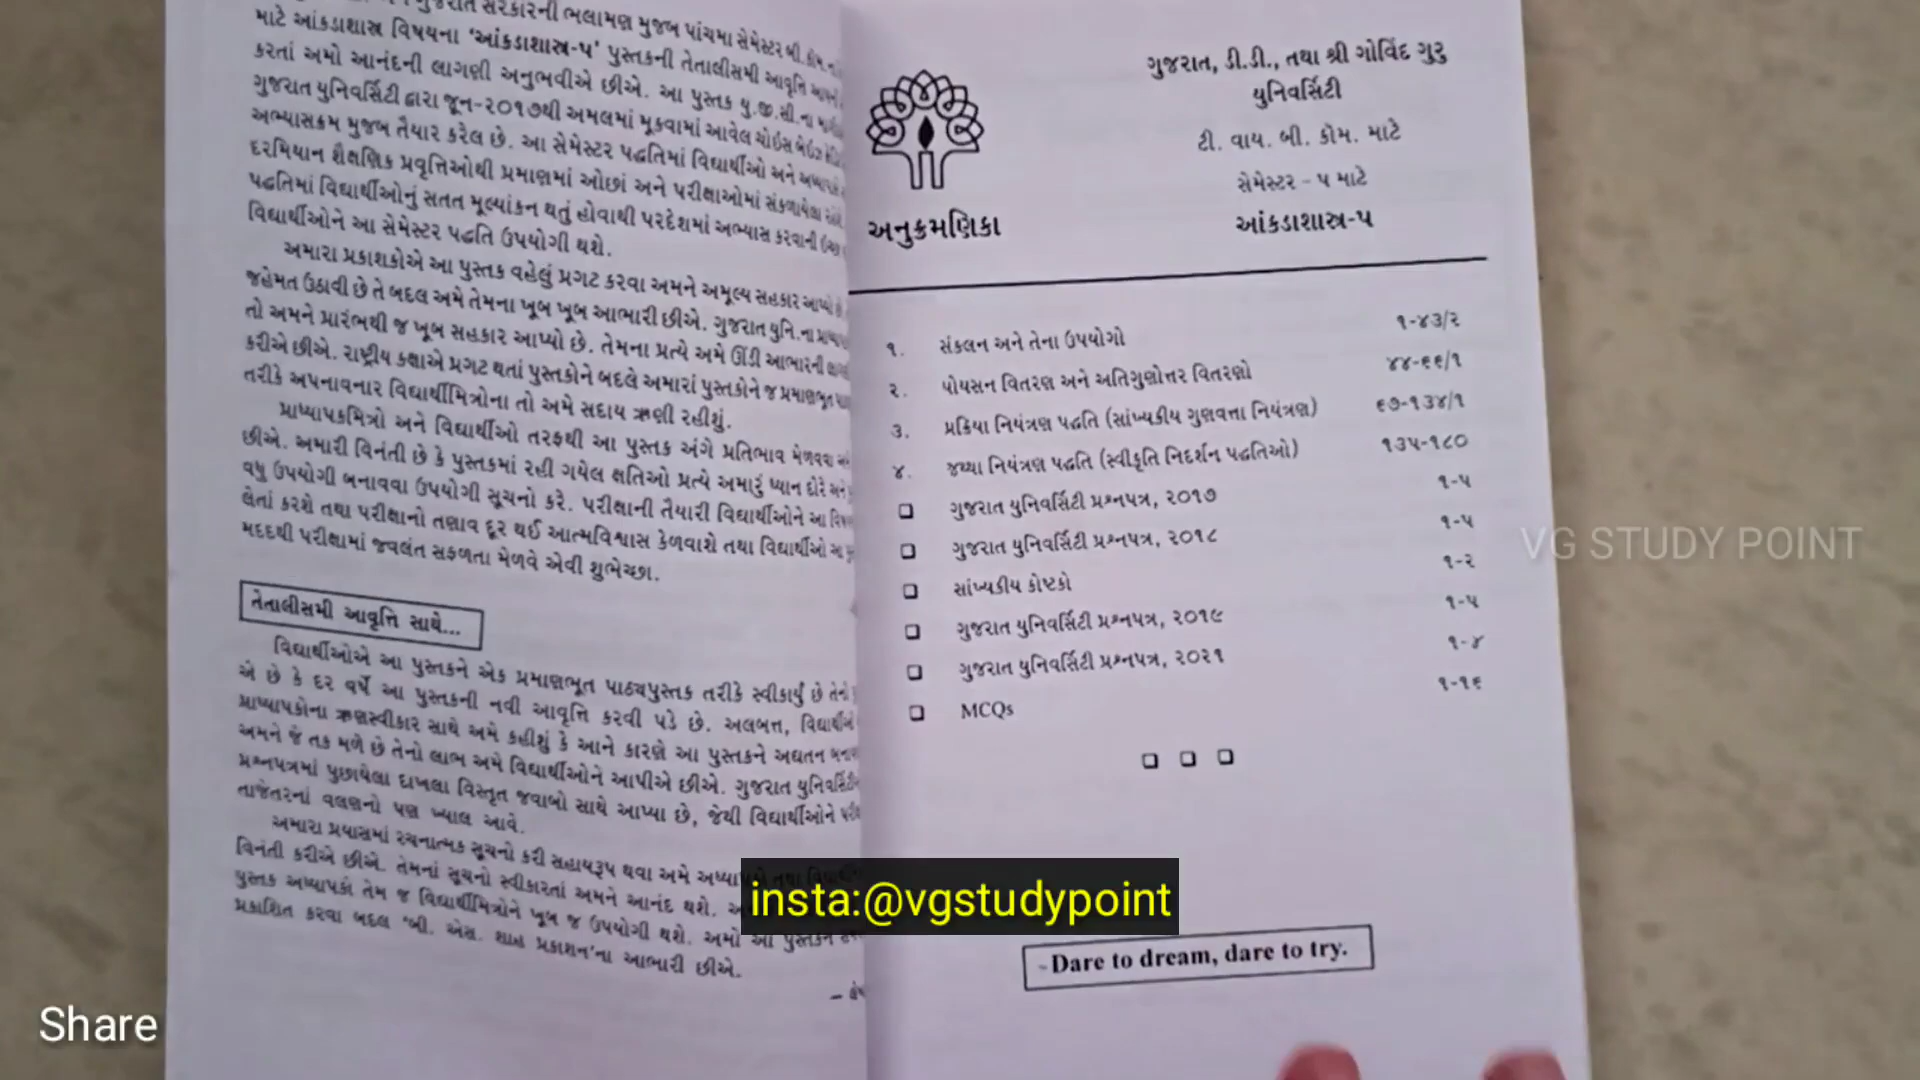 ગુજરાત સરકારની ભલામણ મુજબ પાંચમા સેમેસ્ટર બી. કોમ.
માટે આંકડાશાસ્ત્ર વિષયના ‘આંકડાશાસ્ત્ર-૫’ પુસ્તકની તેતાલીસમી આવૃત્તિ
કરતાં અમો આનંદની લાગણી અનુભવીએ છીએ. આ પુસ્તક યુ.જી.સી.ના
ગુજરાત યુનિવર્સિટી દ્વારા જૂન-૨૦૧૭થી અમલમાં મૂકવામાં આવેલ ચોઇસ બેઇઝ
અભ્યાસક્રમ મુજબ તૈયાર કરેલ છે. આ સેમેસ્ટર પદ્ધતિમાં વિદ્યાર્થીઓ અને
દરમિયાન શૈક્ષણિક પ્રવૃત્તિઓથી પ્રમાણમાં ઓછાં અને પરીક્ષાઓમાં સંકળાયેલા
પદ્ધતિમાં વિદ્યાર્થીઓનું સતત મૂલ્યાંકન થતું હોવાથી પરદેશમાં અભ્યાસ કરવાની
વિદ્યાર્થીઓને આ સેમેસ્ટર પદ્ધતિ ઉપયોગી થશે.
અમારા પ્રકાશકોએ આ પુસ્તક વહેલું પ્રગટ કરવા અમને અમૂલ્ય સહકાર આપ્યો
જહેમત ઉઠાવી છે તે બદલ અમે તેમના ખૂબ ખૂબ આભારી છીએ. ગુજરાત યુનિ.ના
તો અમને પ્રારંભથી જ ખૂબ સહકાર આપ્યો છે. તેમના પ્રત્યે અમે ઊંડી આભારની
કરીએ છીએ. રાષ્ટ્રીય કક્ષાએ પ્રગટ થતાં પુસ્તકોને બદલે અમારાં પુસ્તકોને જ પ્રમાણભૂત
તરીકે અપનાવનાર વિદ્યાર્થીમિત્રોના તો અમે સદાય ઋણી રહીશું.
પ્રાધ્યાપકમિત્રો અને વિદ્યાર્થીઓ તરફથી આ પુસ્તક અંગે પ્રતિભાવ મેળવવા
છીએ. અમારી વિનંતી છે કે પુસ્તકમાં રહી ગયેલ ક્ષતિઓ પ્રત્યે અમારું ધ્યાન દોરે અને
વધુ ઉપયોગી બનાવવા ઉપયોગી સૂચનો કરે. પરીક્ષાની તૈયારી વિદ્યાર્થીઓને આ
લેતાં કરશે તથા પરીક્ષાનો તણાવ દૂર થઈ આત્મવિશ્વાસ કેળવાશે તથા વિદ્યાર્થીઓ આ
મદદથી પરીક્ષામાં જ્વલંત સફળતા મેળવે એવી શુભેચ્છા.
તેતાલીસમી આવૃત્તિ સાથે...
વિદ્યાર્થીઓએ આ પુસ્તકને એક પ્રમાણભૂત પાઠ્યપુસ્તક તરીકે સ્વીકાર્યું છે
એ છે કે દર વર્ષે આ પુસ્તકની નવી આવૃત્તિ કરવી પડે છે. અલબત્ત,
પ્રાધ્યાપકોના ઋણસ્વીકાર સાથે અમે કહીશું કે આને કારણે આ પુસ્તકને અદ્યતન
અમને જે તક મળે છે તેનો લાભ અમે વિદ્યાર્થીઓને આપીએ છીએ. ગુજરાત
પ્રશ્નપત્રમાં પુછાયેલા દાખલા વિસ્તૃત જવાબો સાથે આપ્યા છે, જેથી વિદ્યાર્થીઓને
તાજેતરનાં વલણનો પણ ખ્યાલ આવે.
અમારા પ્રયાસમાં રચનાત્મક સૂચનો કરી સહાયરૂપ થવા અમે
વિનંતી કરીએ છીએ. તેમનાં સૂચનો સ્વીકારતાં અમને આનંદ થશે.
પુસ્તક અધ્યાપકો તેમ જ વિદ્યાર્થીમિત્રોને ખૂબ જ ઉપયોગી થશે. અમો આ પુસ્તકને
પ્રકાશિત કરવા બદલ ‘બી. એસ. શાહ પ્રકાશન’ના આભારી છીએ.
ગુજરાત, ડી.ડી., તથા શ્રી ગોવિંદ ગુરુ
યુનિવર્સિટી
ટી. વાય. બી. કોમ. માટે
સેમેસ્ટર - ૫ માટે
અનુક્રમણિકા
આંકડાશાસ્ત્ર-૫
૧. સંકલન અને તેના ઉપયોગો ૧-૪૩/૨
૨. પોયસન વિતરણ અને અતિગુણોત્તર વિતરણો ૪૪-૬૬/૧
૩. પ્રક્રિયા નિયંત્રણ પદ્ધતિ (સાંખ્યકીય ગુણવત્તા નિયંત્રણ) ૬૭-૧૩૪/૧
૪. જથ્થા નિયંત્રણ પદ્ધતિ (સ્વીકૃતિ નિદર્શન પદ્ધતિઓ) ૧૩૫-૧૮૦
❑ ગુજરાત યુનિવર્સિટી પ્રશ્નપત્ર, ૨૦૧૭ ૧-૫
❑ ગુજરાત યુનિવર્સિટી પ્રશ્નપત્ર, ૨૦૧૮ ૧-૫
❑ સાંખ્યકીય કોષ્ટકો ૧-૨
❑ ગુજરાત યુનિવર્સિટી પ્રશ્નપત્ર, ૨૦૧૯ ૧-૫
❑ ગુજરાત યુનિવર્સિટી પ્રશ્નપત્ર, ૨૦૨૧ ૧-૪
❑ MCQs ૧-૧૬
❑ ❑ ❑
Dare to dream, dare to try.
VG STUDY POINT
insta:@vgstudypoint
Share